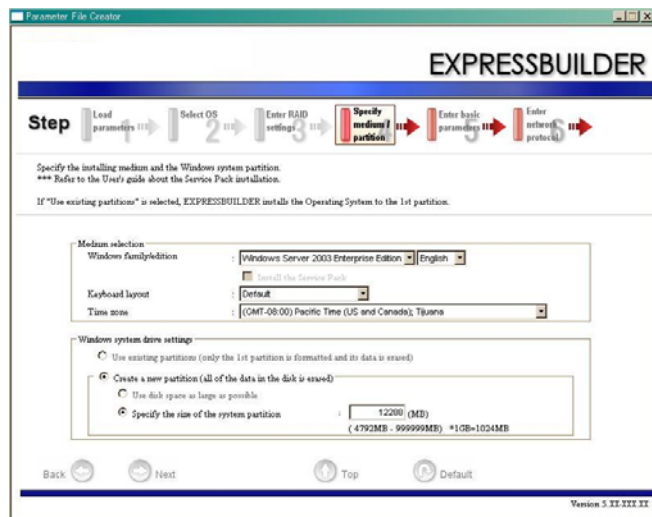 Parameter File Creator
EXPRESSBUILDER
Step
Load parameters 1
Select OS 2
Enter RAID settings 3
Specify medium / partition 4
Enter basic parameters 5
Enter network protocol 6
Specify the installing medium and the Windows system partition.
*** Refer to the User's guide about the Service Pack installation.
If "Use existing partitions" is selected, EXPRESSBUILDER installs the Operating System to the 1st partition.
Medium selection
Windows family/edition : Windows Server 2003 Enterprise Edition English
Install the Service Pack
Keyboard layout : Default
Time zone : (GMT-08:00) Pacific Time (US and Canada); Tijuana
Windows system drive settings
Use existing partitions (only the 1st partition is formatted and its data is erased)
Create a new partition (all of the data in the disk is erased)
Use disk space as large as possible
Specify the size of the system partition : 12288 (MB)
( 4792MB - 999999MB) *1GB=1024MB
Back Next Top Default
Version 5.XX-XXX.XX